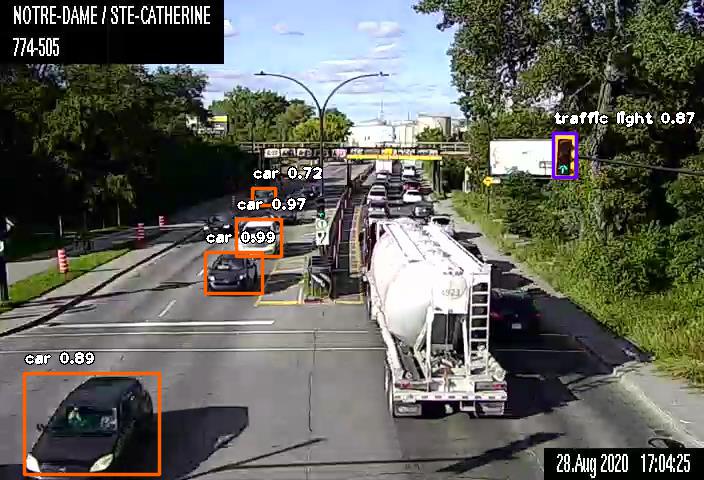 NOTRE-DAME / STE-CATHERINE
774-505
traffic light 0.87
car 0.72
car 0.97
car 0.99
car 0.89
28.Aug 2020 17:04:25